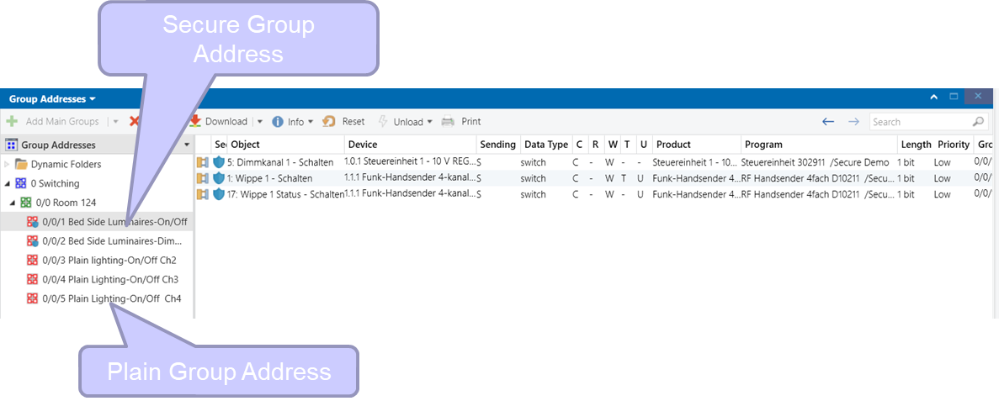 Secure Group
Address
Group Addresses
Add Main Groups Download Info Reset Unload Print Search
Group Addresses
Dynamic Folders
0 Switching
0/0 Room 124
0/0/1 Bed Side Luminaires-On/Off
0/0/2 Bed Side Luminaires-Dim...
0/0/3 Plain lighting-On/Off Ch2
0/0/4 Plain Lighting-On/Off Ch3
0/0/5 Plain Lighting-On/Off Ch4
Sec Object Device Sending Data Type C R W T U Product Program Length Priority Gro
5: Dimmkanal 1 - Schalten 1.0.1 Steuereinheit 1 - 10 V REG... S switch C - W - - Steuereinheit 1 - 10... Steuereinheit 302911 /Secure Demo 1 bit Low 0/0/
1: Wippe 1 - Schalten 1.1.1 Funk-Handsender 4-kanal... S switch C - W T U Funk-Handsender 4... RF Handsender 4fach D10211 /Secu... 1 bit Low 0/0/
17: Wippe 1 Status - Schalten 1.1.1 Funk-Handsender 4-kanal... S switch C - W - U Funk-Handsender 4... RF Handsender 4fach D10211 /Secu... 1 bit Low 0/0/
Plain Group Address